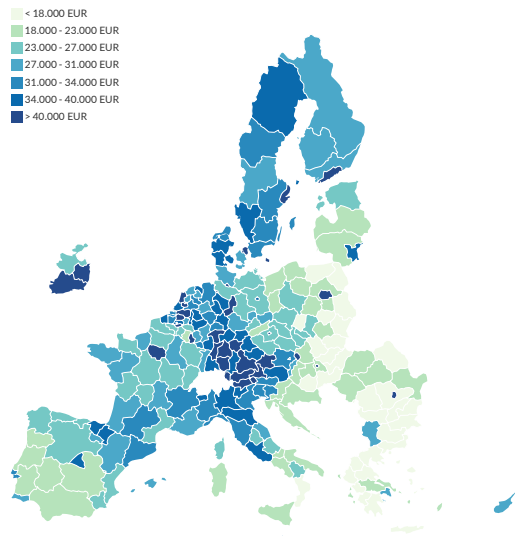 < 18.000 EUR
18.000 - 23.000 EUR
23.000 - 27.000 EUR
27.000 - 31.000 EUR
31.000 - 34.000 EUR
34.000 - 40.000 EUR
> 40.000 EUR